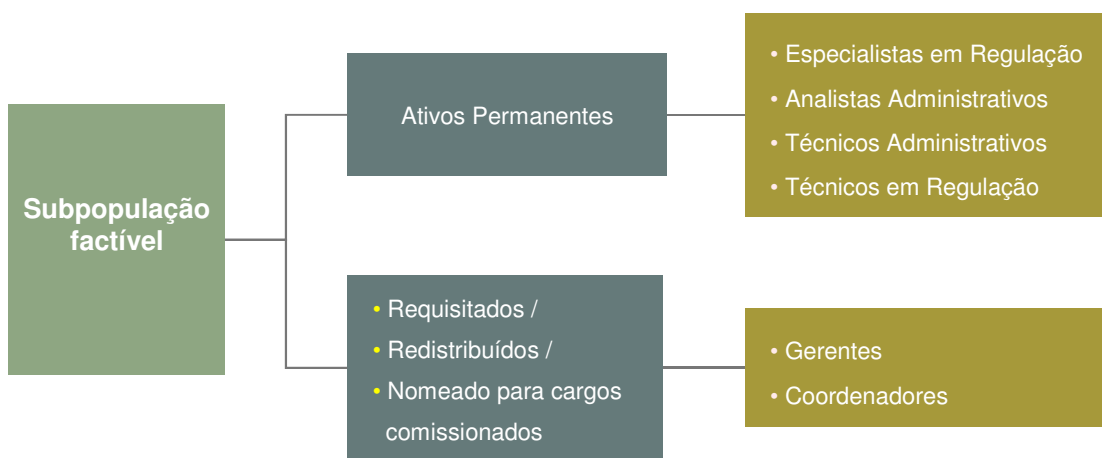 Subpopulação
factível
Ativos Permanentes
• Especialistas em Regulação
• Analistas Administrativos
• Técnicos Administrativos
• Técnicos em Regulação
• Requisitados /
• Redistribuídos /
• Nomeado para cargos
comissionados
• Gerentes
• Coordenadores